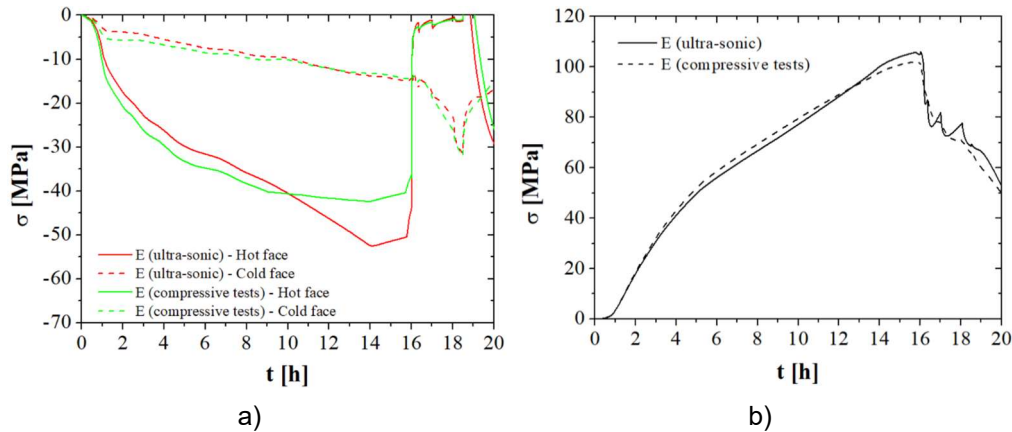 0
-10
-20
-30
-40
-50
-60
-70
σ [MPa]
E (ultra-sonic) - Hot face
E (ultra-sonic) - Cold face
E (compressive tests) - Hot face
E (compressive tests) - Cold face
0 2 4 6 8 10 12 14 16 18 20
t [h]
a)
120
100
80
60
40
20
0
σ [MPa]
E (ultra-sonic)
E (compressive tests)
0 2 4 6 8 10 12 14 16 18 20
t [h]
b)